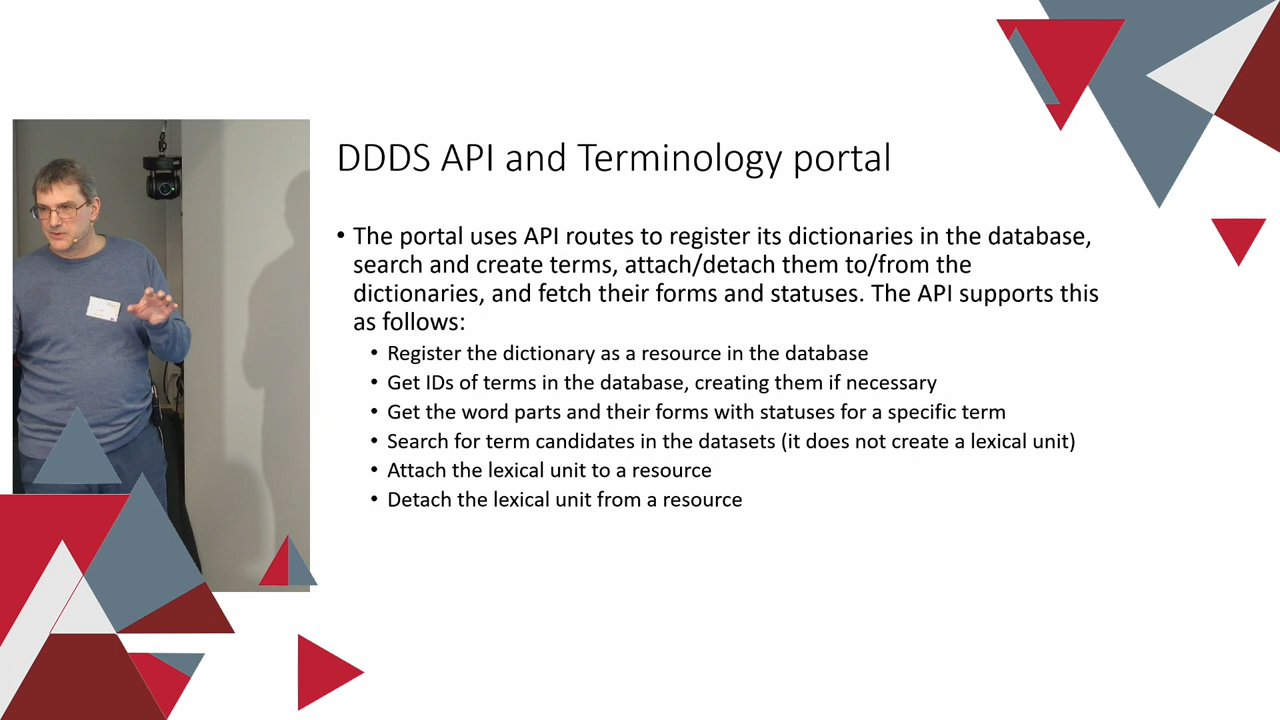 DDDS API and Terminology portal
• The portal uses API routes to register its dictionaries in the database,
search and create terms, attach/detach them to/from the
dictionaries, and fetch their forms and statuses. The API supports this
as follows:
• Register the dictionary as a resource in the database
• Get IDs of terms in the database, creating them if necessary
• Get the word parts and their forms with statuses for a specific term
• Search for term candidates in the datasets (it does not create a lexical unit)
• Attach the lexical unit to a resource
• Detach the lexical unit from a resource